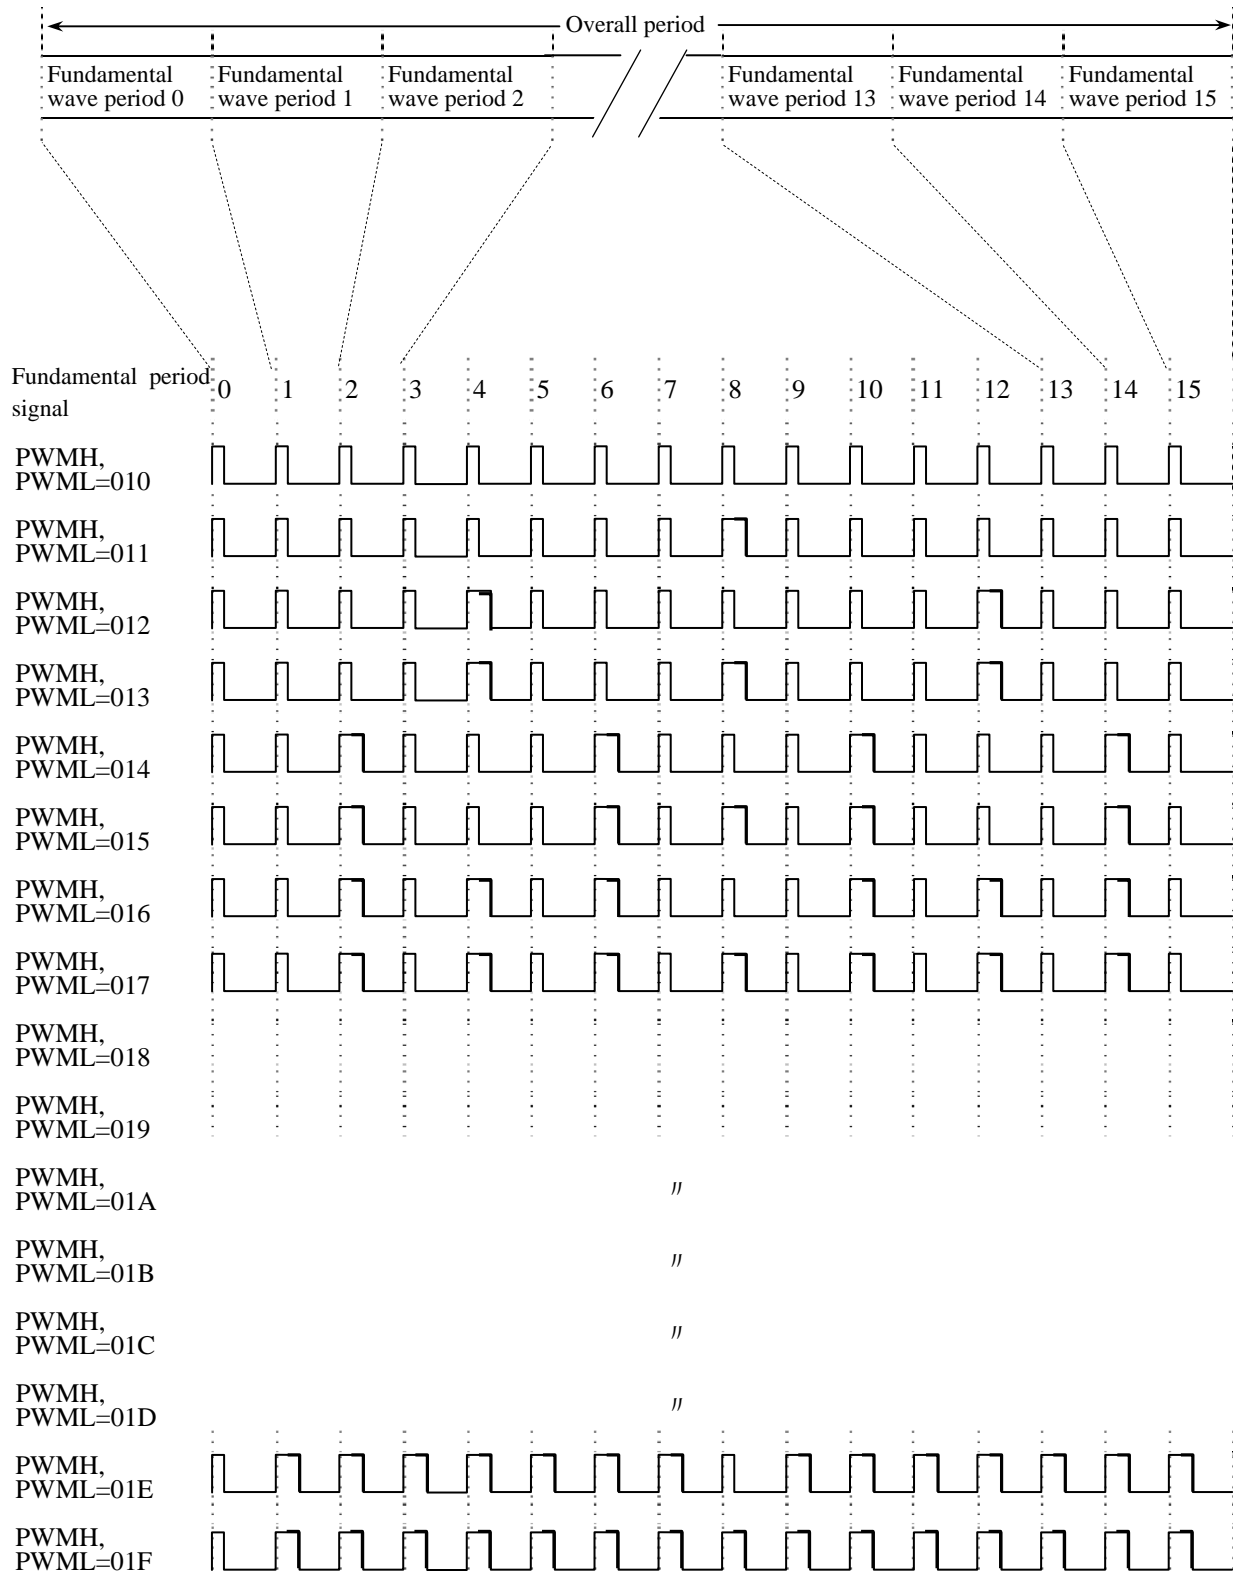 Overall period
Fundamental wave period 0
Fundamental wave period 1
Fundamental wave period 2
Fundamental wave period 13
Fundamental wave period 14
Fundamental wave period 15
Fundamental period signal
0 1 2 3 4 5 6 7 8 9 10 11 12 13 14 15
PWMH,
PWML=010
PWMH,
PWML=011
PWMH,
PWML=012
PWMH,
PWML=013
PWMH,
PWML=014
PWMH,
PWML=015
PWMH,
PWML=016
PWMH,
PWML=017
PWMH,
PWML=018
PWMH,
PWML=019
PWMH,
PWML=01A
〃
PWMH,
PWML=01B
〃
PWMH,
PWML=01C
〃
PWMH,
PWML=01D
〃
PWMH,
PWML=01E
PWMH,
PWML=01F